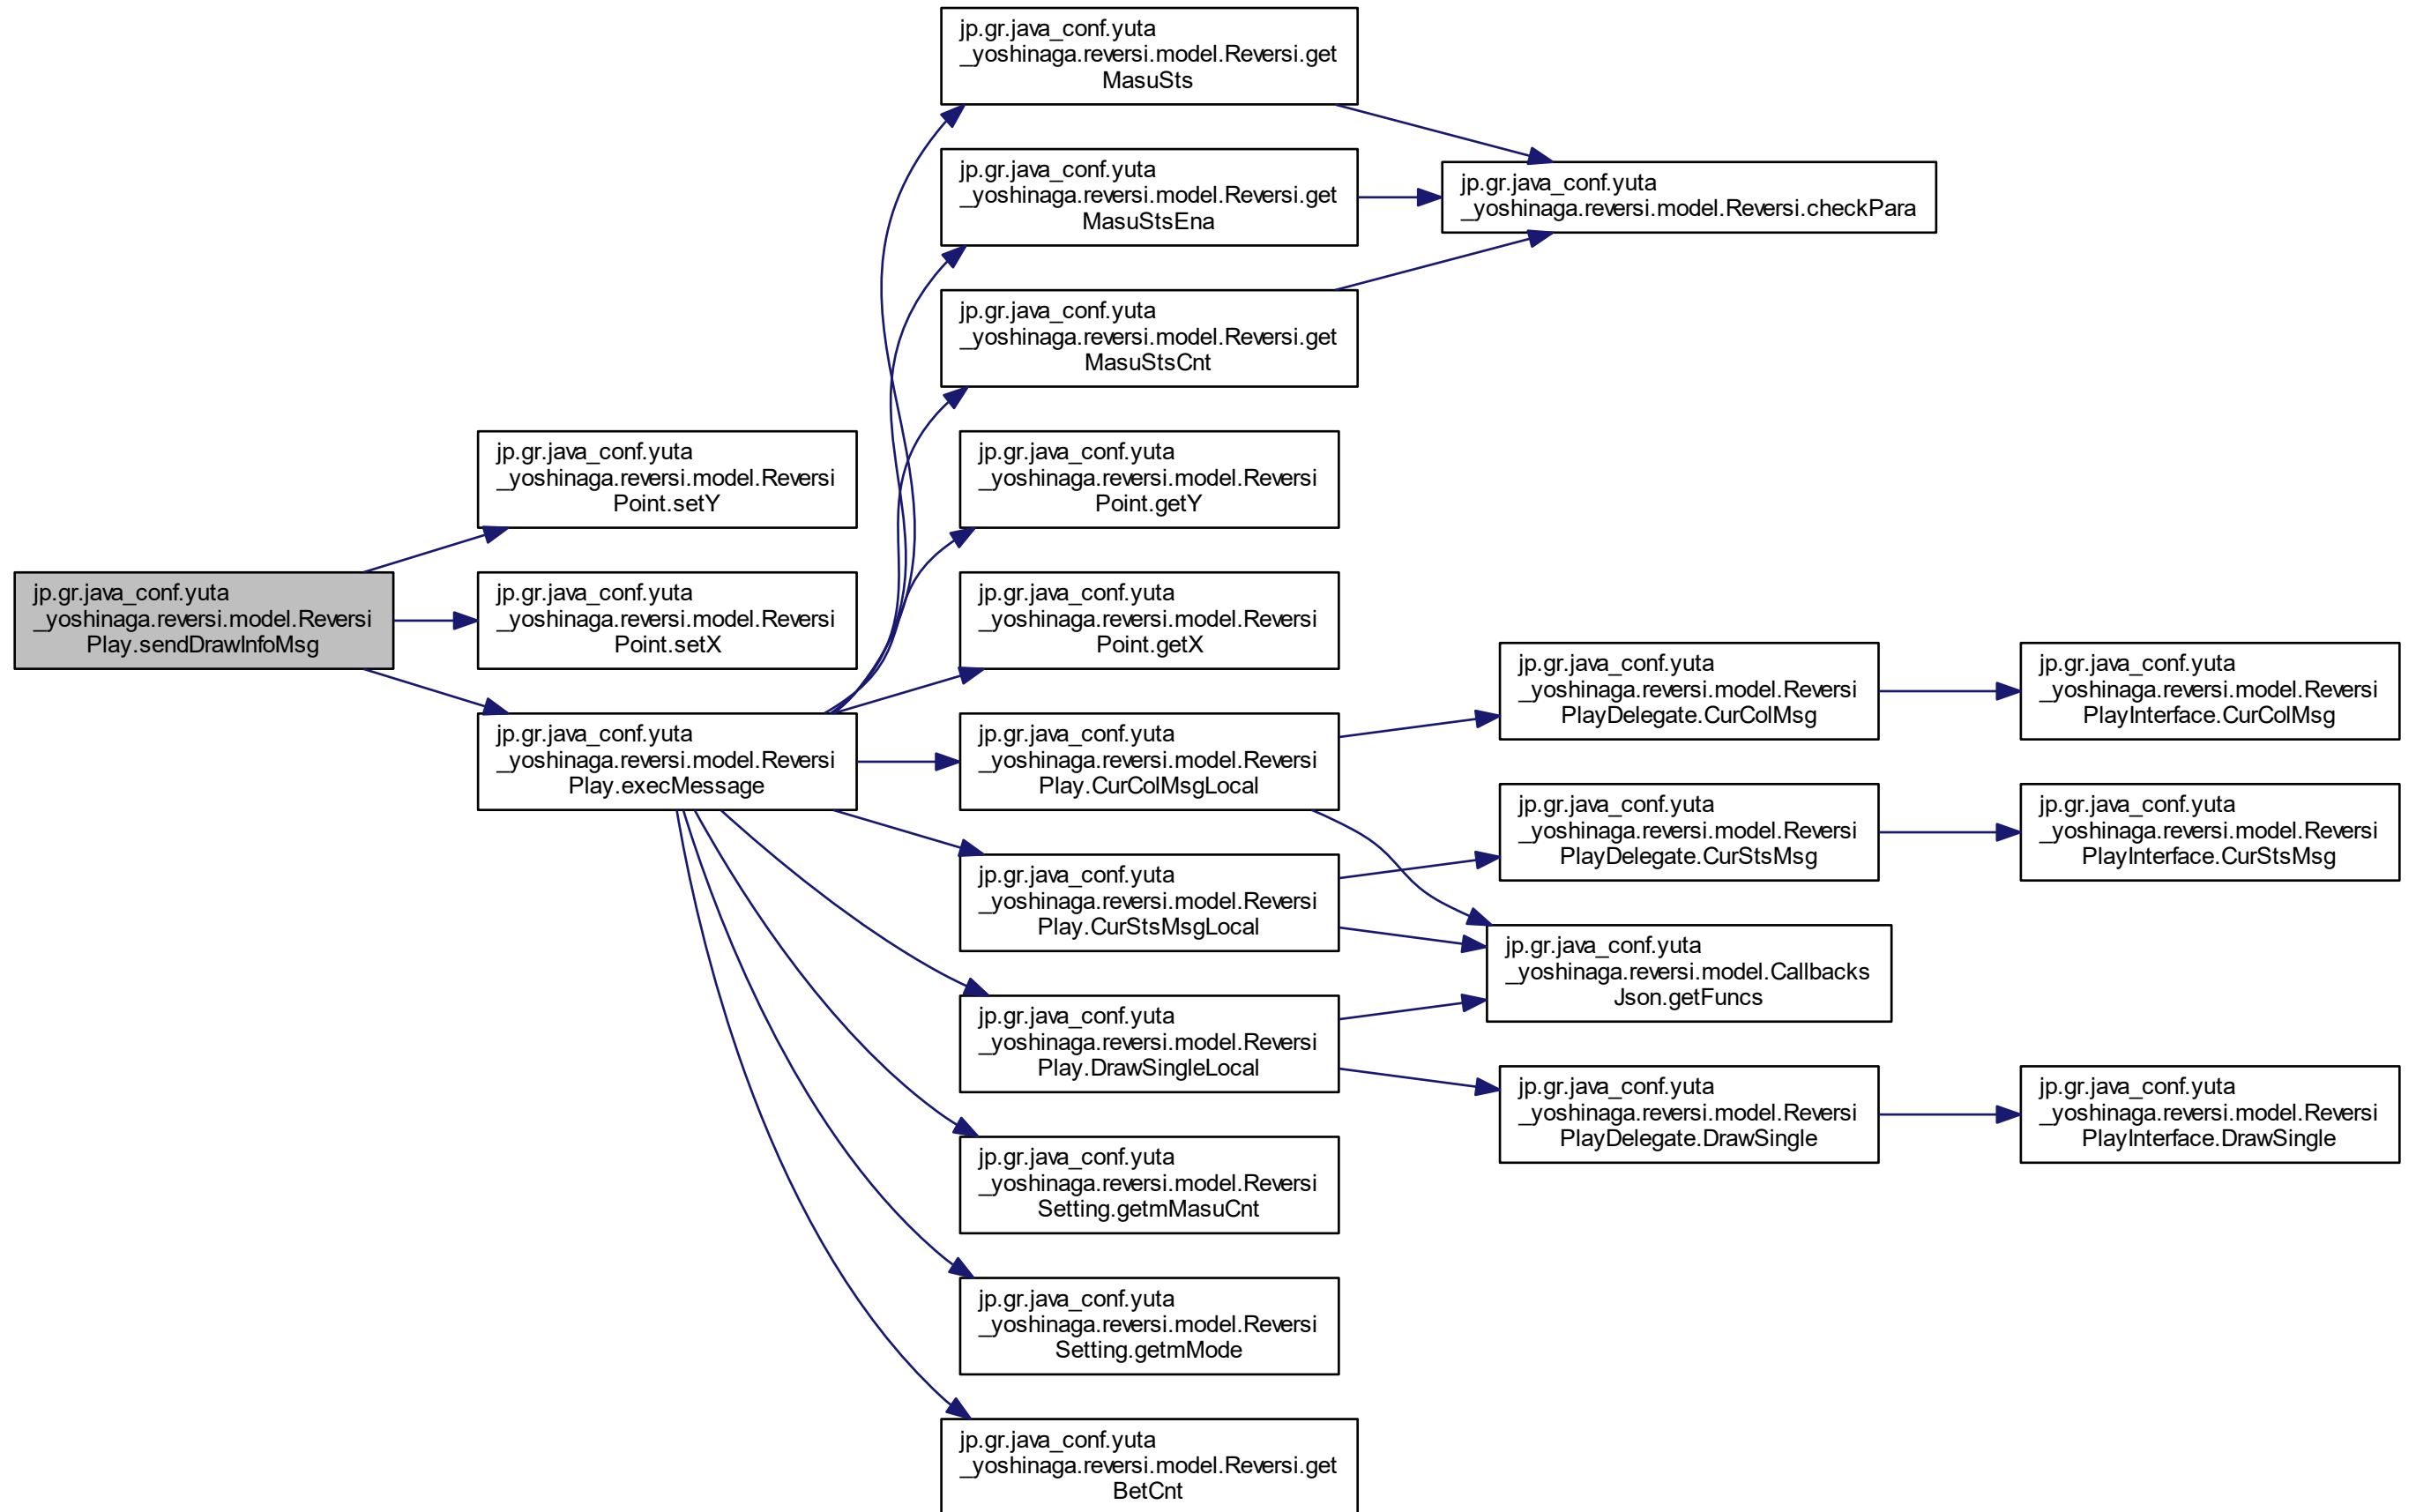 jp.gr.java_conf.yuta
_yoshinaga.reversi.model.Reversi
Play.sendDrawInfoMsg
jp.gr.java_conf.yuta
_yoshinaga.reversi.model.Reversi
Point.setY
jp.gr.java_conf.yuta
_yoshinaga.reversi.model.Reversi
Point.setX
jp.gr.java_conf.yuta
_yoshinaga.reversi.model.Reversi
Play.execMessage
jp.gr.java_conf.yuta
_yoshinaga.reversi.model.Reversi.get
MasuSts
jp.gr.java_conf.yuta
_yoshinaga.reversi.model.Reversi.get
MasuStsEna
jp.gr.java_conf.yuta
_yoshinaga.reversi.model.Reversi.get
MasuStsCnt
jp.gr.java_conf.yuta
_yoshinaga.reversi.model.Reversi
Point.getY
jp.gr.java_conf.yuta
_yoshinaga.reversi.model.Reversi
Point.getX
jp.gr.java_conf.yuta
_yoshinaga.reversi.model.Reversi
Play.CurColMsgLocal
jp.gr.java_conf.yuta
_yoshinaga.reversi.model.Reversi
Play.CurStsMsgLocal
jp.gr.java_conf.yuta
_yoshinaga.reversi.model.Reversi
Play.DrawSingleLocal
jp.gr.java_conf.yuta
_yoshinaga.reversi.model.Reversi
Setting.getmMasuCnt
jp.gr.java_conf.yuta
_yoshinaga.reversi.model.Reversi
Setting.getmMode
jp.gr.java_conf.yuta
_yoshinaga.reversi.model.Reversi.get
BetCnt
jp.gr.java_conf.yuta
_yoshinaga.reversi.model.Reversi.checkPara
jp.gr.java_conf.yuta
_yoshinaga.reversi.model.Reversi
PlayDelegate.CurColMsg
jp.gr.java_conf.yuta
_yoshinaga.reversi.model.Reversi
PlayDelegate.CurStsMsg
jp.gr.java_conf.yuta
_yoshinaga.reversi.model.Callbacks
Json.getFuncs
jp.gr.java_conf.yuta
_yoshinaga.reversi.model.Reversi
PlayDelegate.DrawSingle
jp.gr.java_conf.yuta
_yoshinaga.reversi.model.Reversi
PlayInterface.CurColMsg
jp.gr.java_conf.yuta
_yoshinaga.reversi.model.Reversi
PlayInterface.CurStsMsg
jp.gr.java_conf.yuta
_yoshinaga.reversi.model.Reversi
PlayInterface.DrawSingle